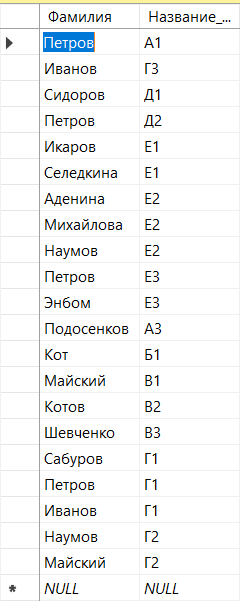 Фамилия Название_...
Петров А1
Иванов Г3
Сидоров Д1
Петров Д2
Икаров Е1
Селедкина Е1
Аденина Е2
Михайлова Е2
Наумов Е2
Петров Е3
Энбом Е3
Подосенков А3
Кот Б1
Майский В1
Котов В2
Шевченко В3
Сабуров Г1
Петров Г1
Иванов Г1
Наумов Г2
Майский Г2
NULL NULL